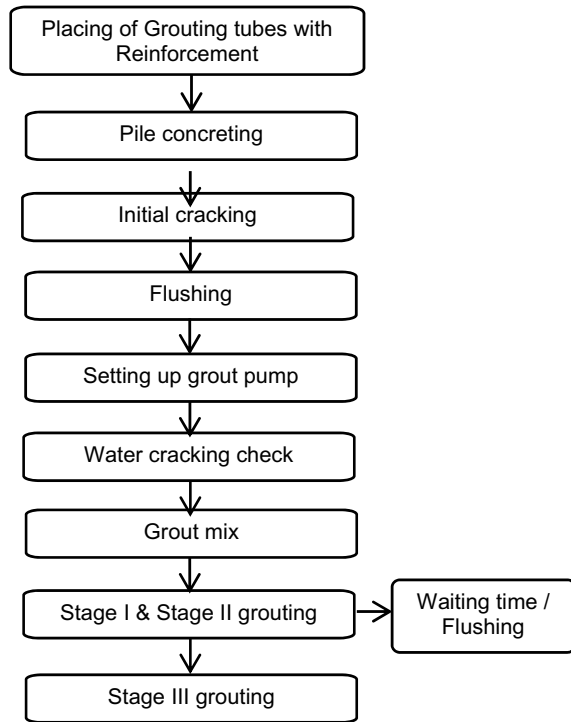 Placing of Grouting tubes with
Reinforcement
Pile concreting
Initial cracking
Flushing
Setting up grout pump
Water cracking check
Grout mix
Stage I & Stage II grouting
Waiting time /
Flushing
Stage III grouting